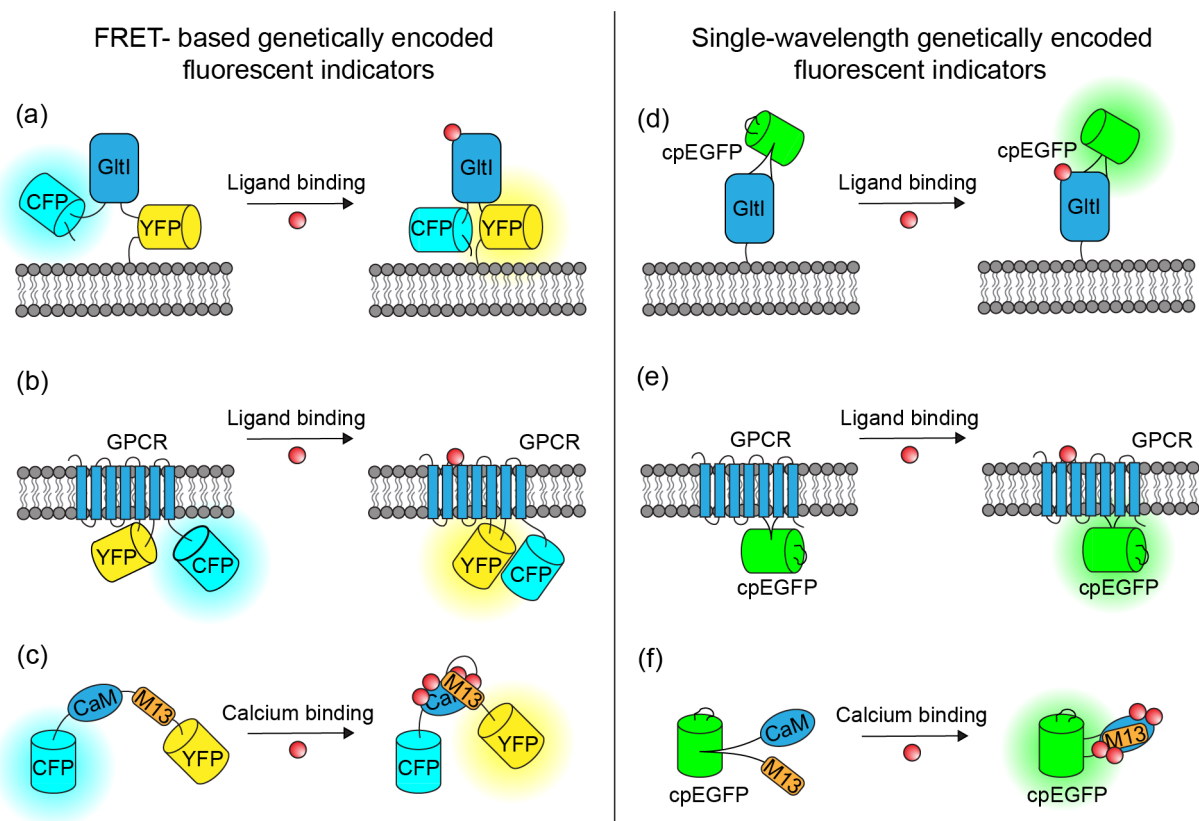 FRET- based genetically encoded
fluorescent indicators
(a)
GltI
CFP
YFP
Ligand binding
GltI
CFP
YFP
(b)
GPCR
YFP
CFP
Ligand binding
GPCR
YFP
CFP
(c)
CaM
M13
CFP
YFP
Calcium binding
CaM
M13
CFP
YFP
Single-wavelength genetically encoded
fluorescent indicators
(d)
cpEGFP
GltI
Ligand binding
cpEGFP
GltI
(e)
GPCR
cpEGFP
Ligand binding
GPCR
cpEGFP
(f)
CaM
M13
cpEGFP
Calcium binding
M13
cpEGFP